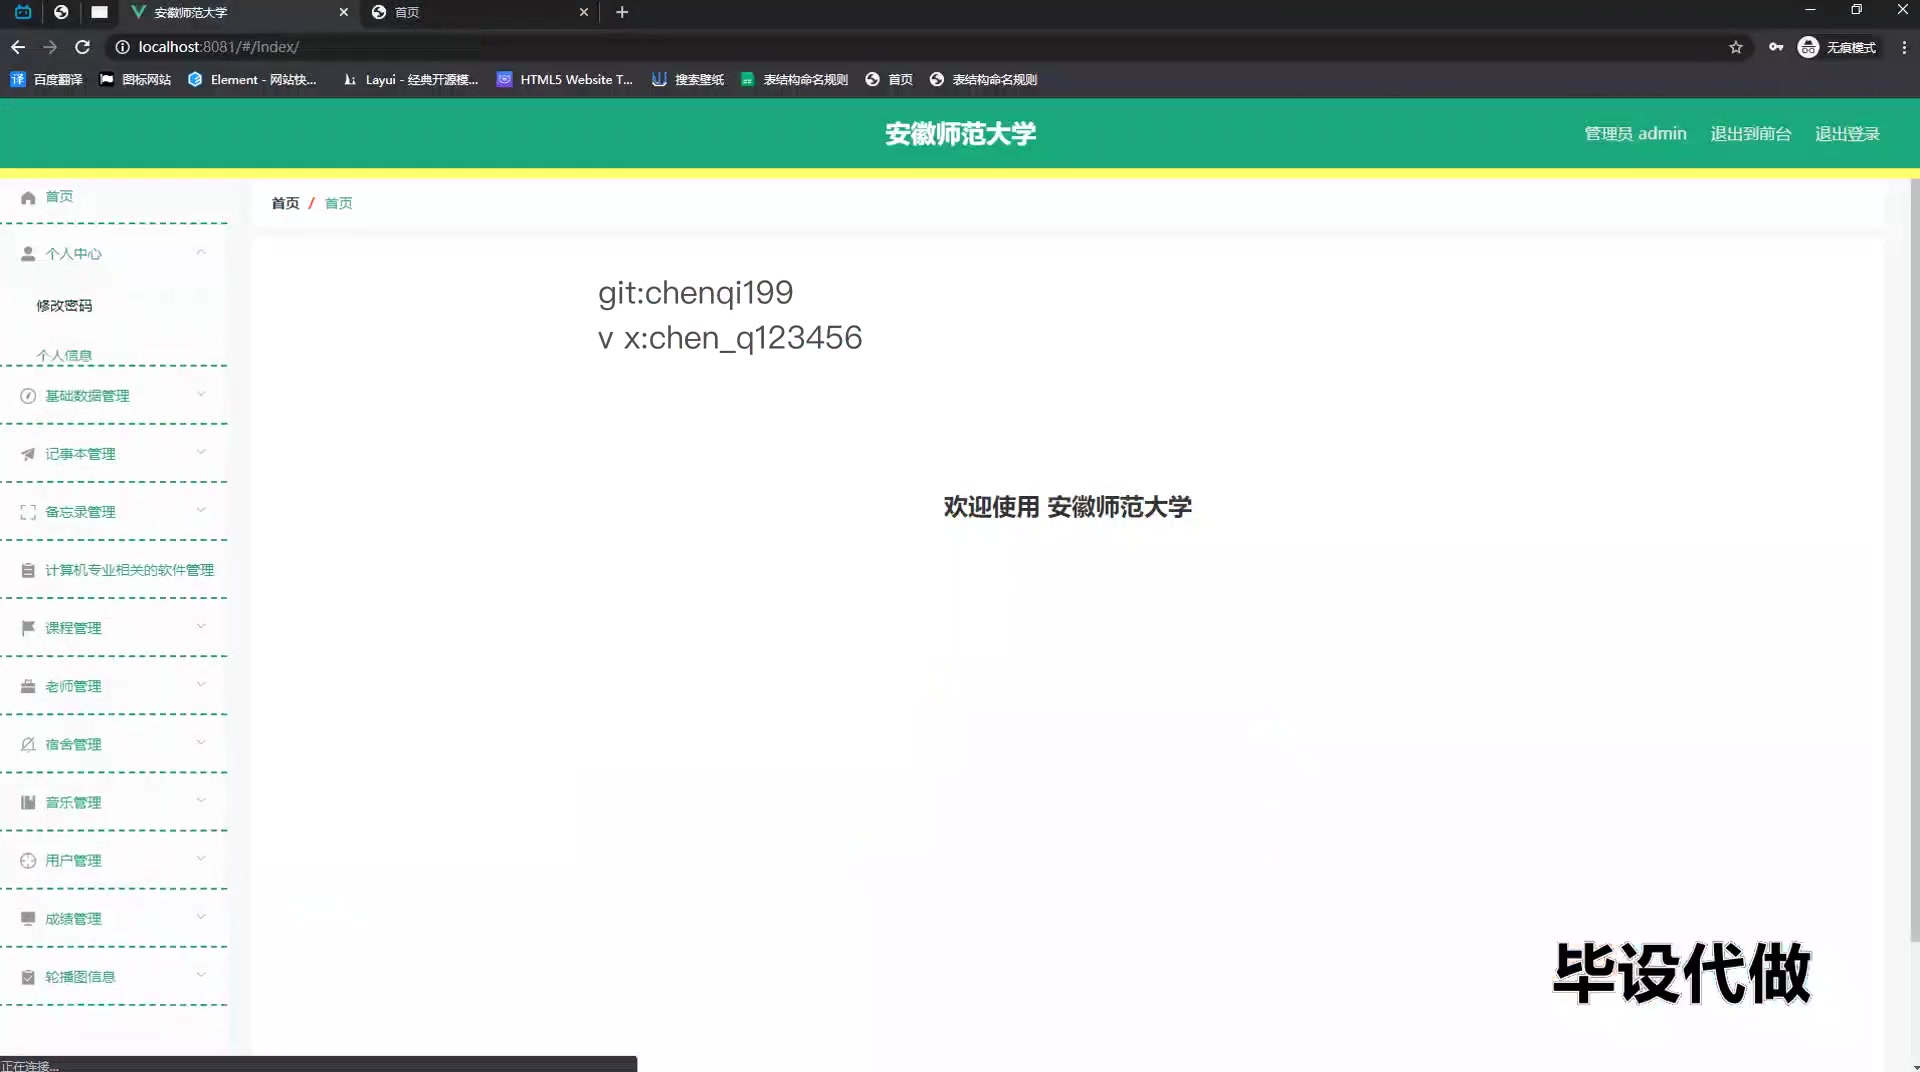 安徽师范大学
首页
localhost:8081/#/index/
无痕模式
百度翻译
图标网站
Element - 网站快...
Layui - 经典开源模...
HTML5 Website T...
搜索壁纸
表结构命名规则
首页
表结构命名规则
安徽师范大学
管理员 admin
退出到前台
退出登录
首页
首页 / 首页
个人中心
修改密码
个人信息
基础数据管理
记事本管理
备忘录管理
计算机专业相关的软件管理
课程管理
老师管理
宿舍管理
音乐管理
用户管理
成绩管理
轮播图信息
git:chenqi199
v x:chen_q123456
欢迎使用 安徽师范大学
毕设代做
正在连接...